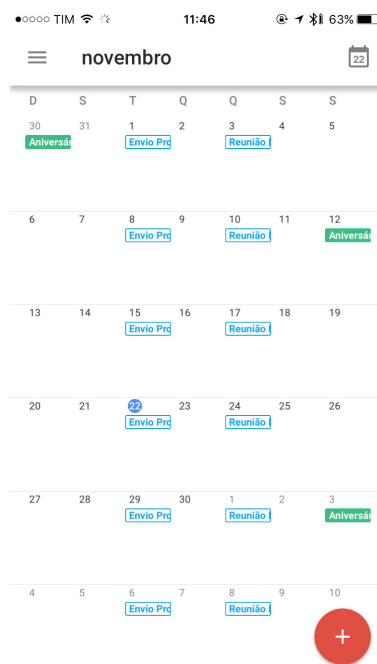 TIM 11:46 63%
novembro 22
D S T Q Q S S
30 31 1 2 3 4 5
Aniversár Envio Pro Reunião
6 7 8 9 10 11 12
Envio Pro Reunião Aniversár
13 14 15 16 17 18 19
Envio Pro Reunião
20 21 22 23 24 25 26
Envio Pro Reunião
27 28 29 30 1 2 3
Envio Pro Reunião Aniversár
4 5 6 7 8 9 10
Envio Pro Reunião
+